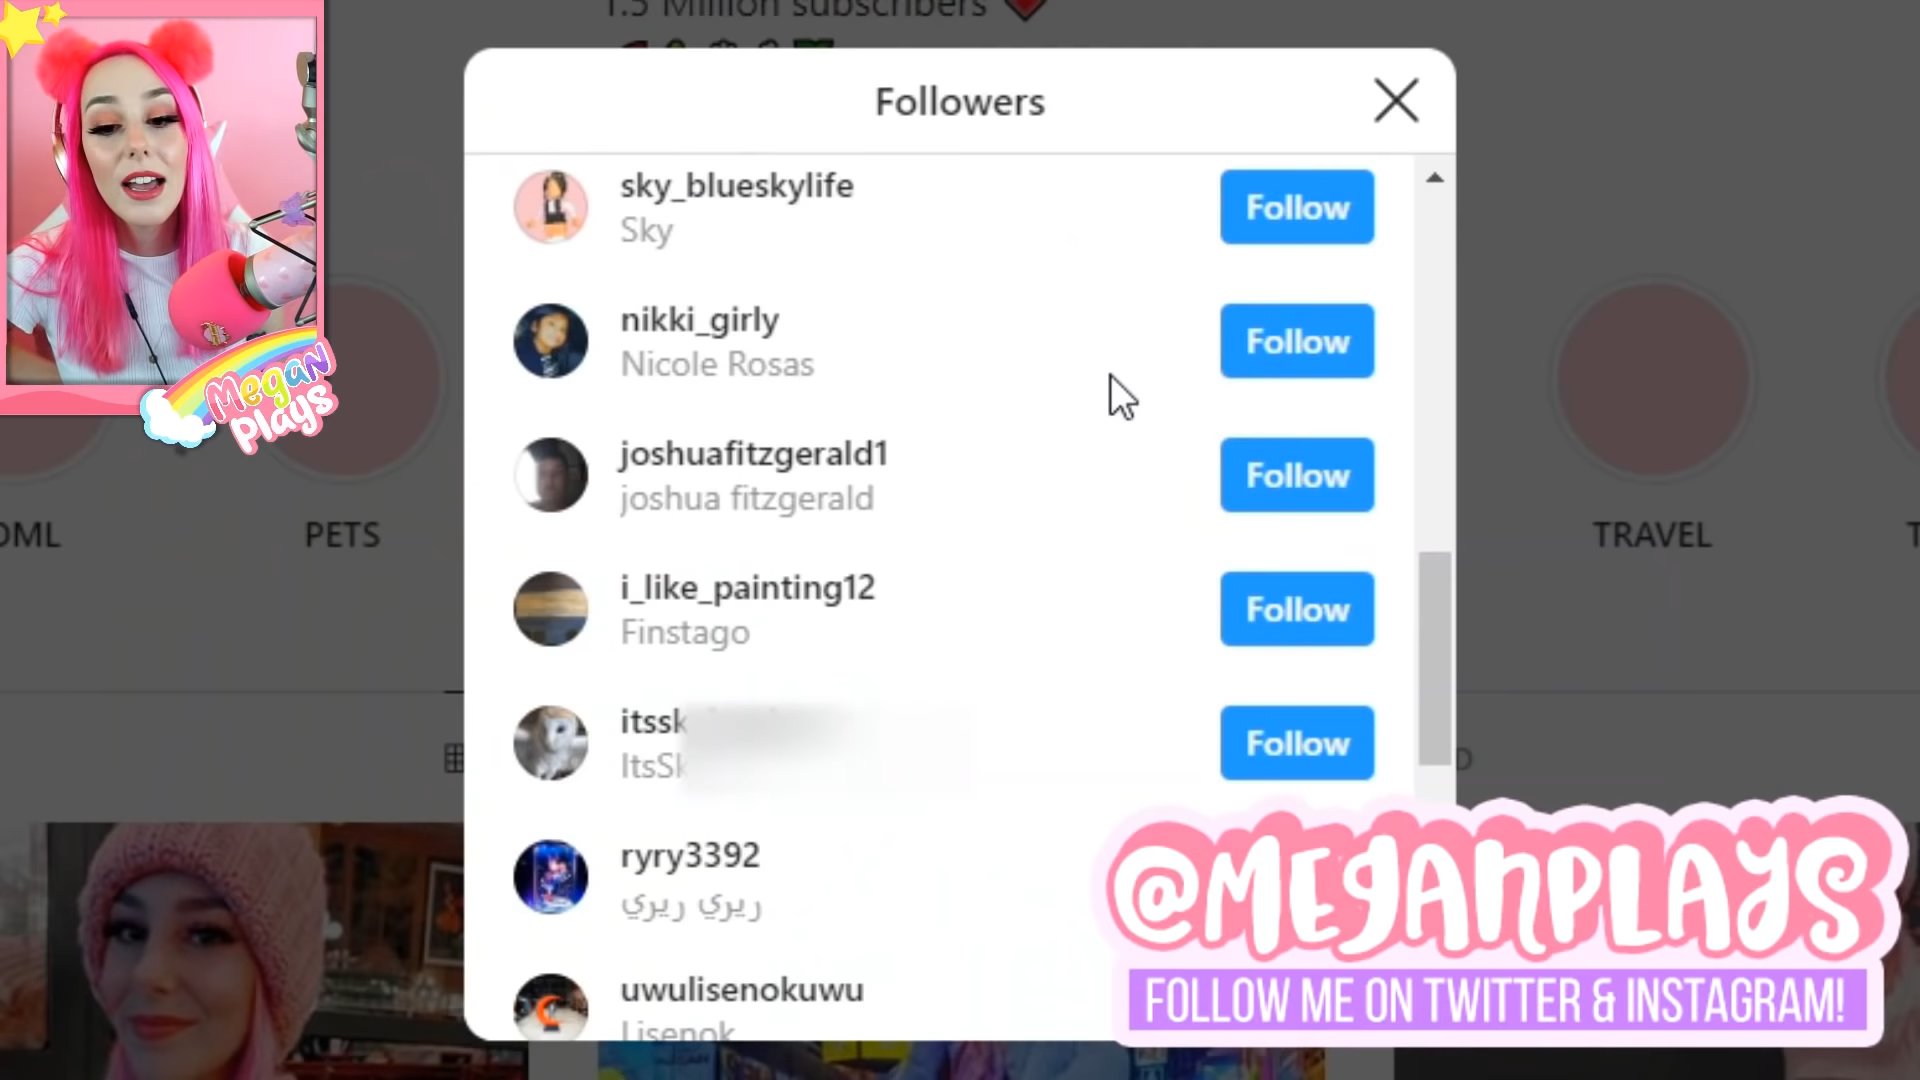 1.5 Million subscribers
Followers
sky_blueskylife
Sky
Follow
nikki_girly
Nicole Rosas
Follow
joshuafitzgerald1
joshua fitzgerald
Follow
i_like_painting12
Finstago
Follow
itssk
ItsSk
Follow
ryry3392
ريري ريري
uwulisenokuwu
Lisenok
Megan
Plays
PETS
TRAVEL
@MEGANPLAYS
FOLLOW ME ON TWITTER & INSTAGRAM!